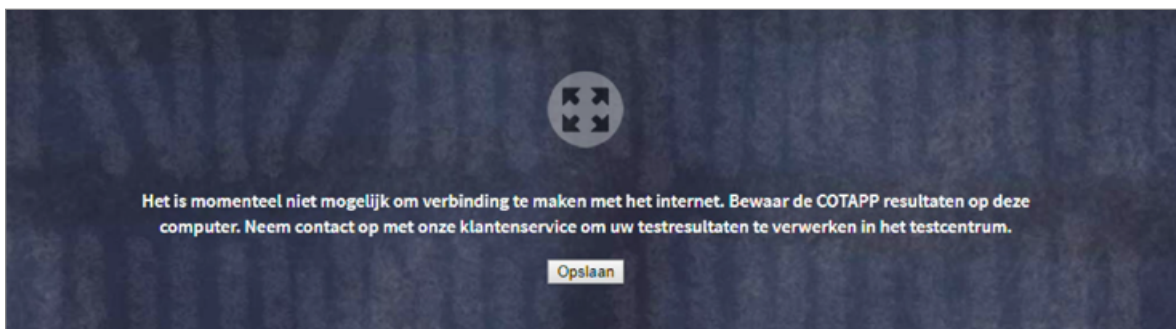 Het is momenteel niet mogelijk om verbinding te maken met het internet. Bewaar de COTAPP resultaten op deze
computer. Neem contact op met onze klantenservice om uw testresultaten te verwerken in het testcentrum.
Opslaan